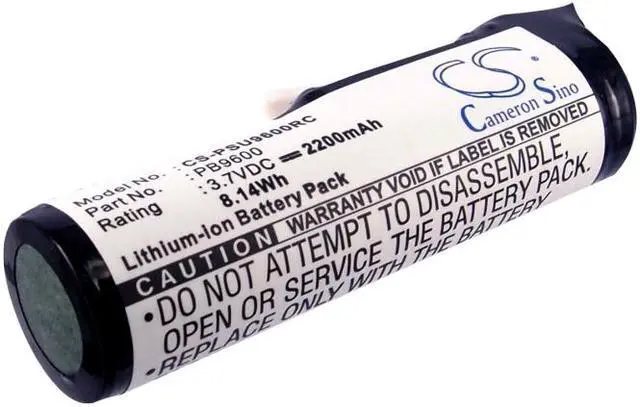 CS
Cameron Sino
Model No.: CS-PSU9600RC
Part No.: PB9600
Rating : 3.7VDC ⎓ 2200mAh
8.14Wh
Lithium-Ion Battery Pack
CAUTION WARRANTY VOID IF LABEL REMOVED!
•DO NOT ATTEMPT TO DISASSEMBLE,
OPEN OR SERVICE THE BATTERY PACK.
•REPLACE ONLY WITH THE EXACT TYPE.